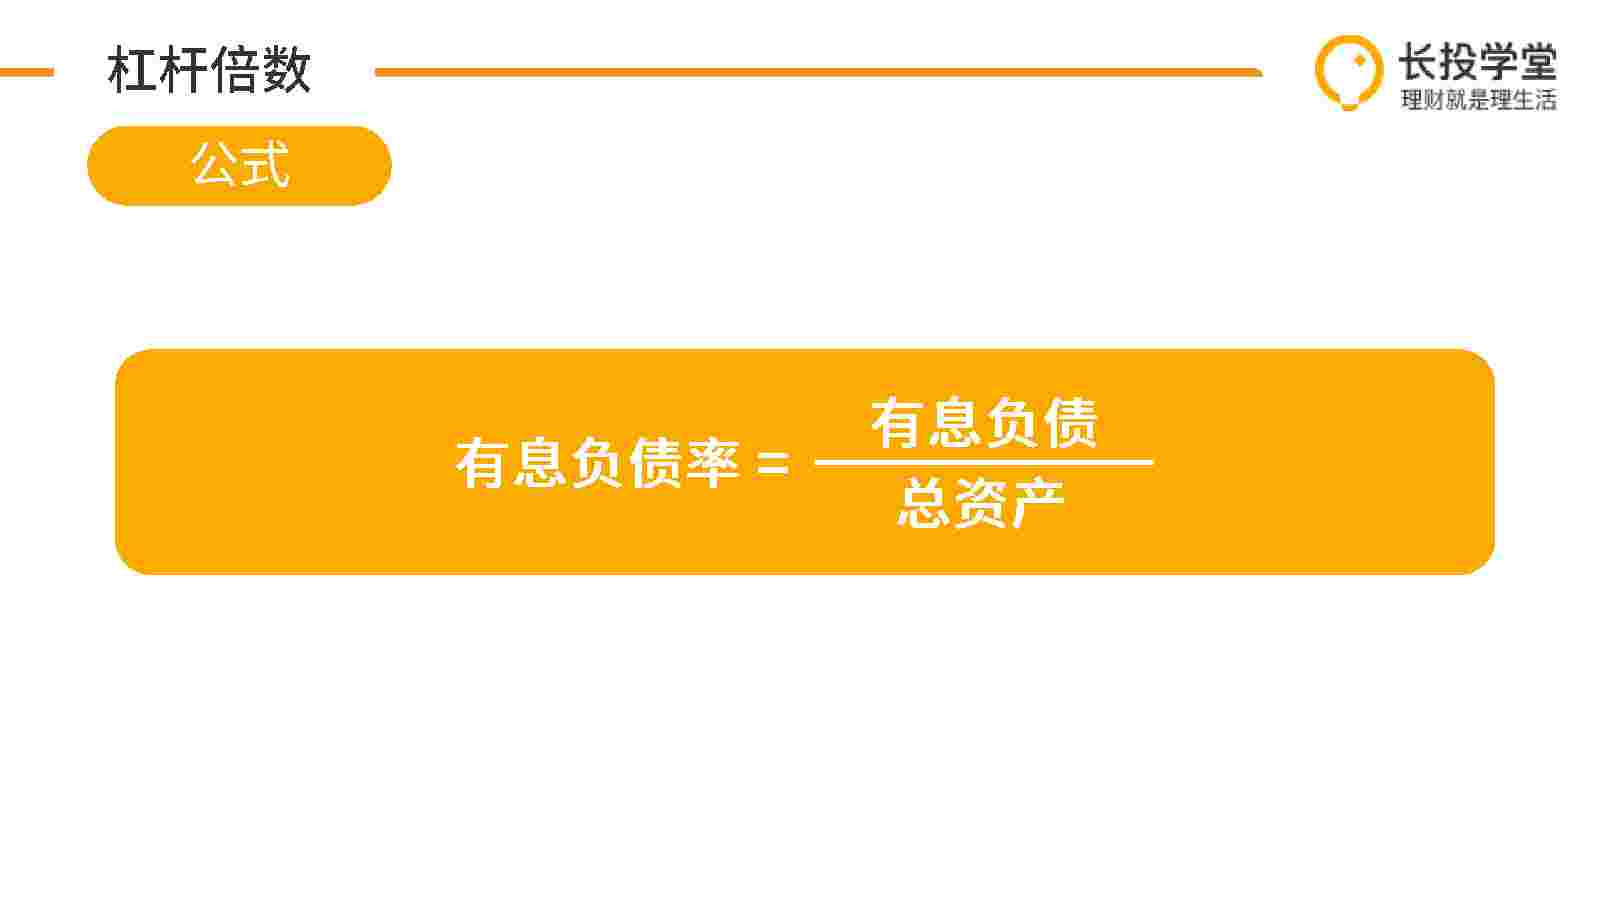 杠杆倍数
长投学堂
理财就是理生活
公式
有息负债率 = 有息负债
总资产